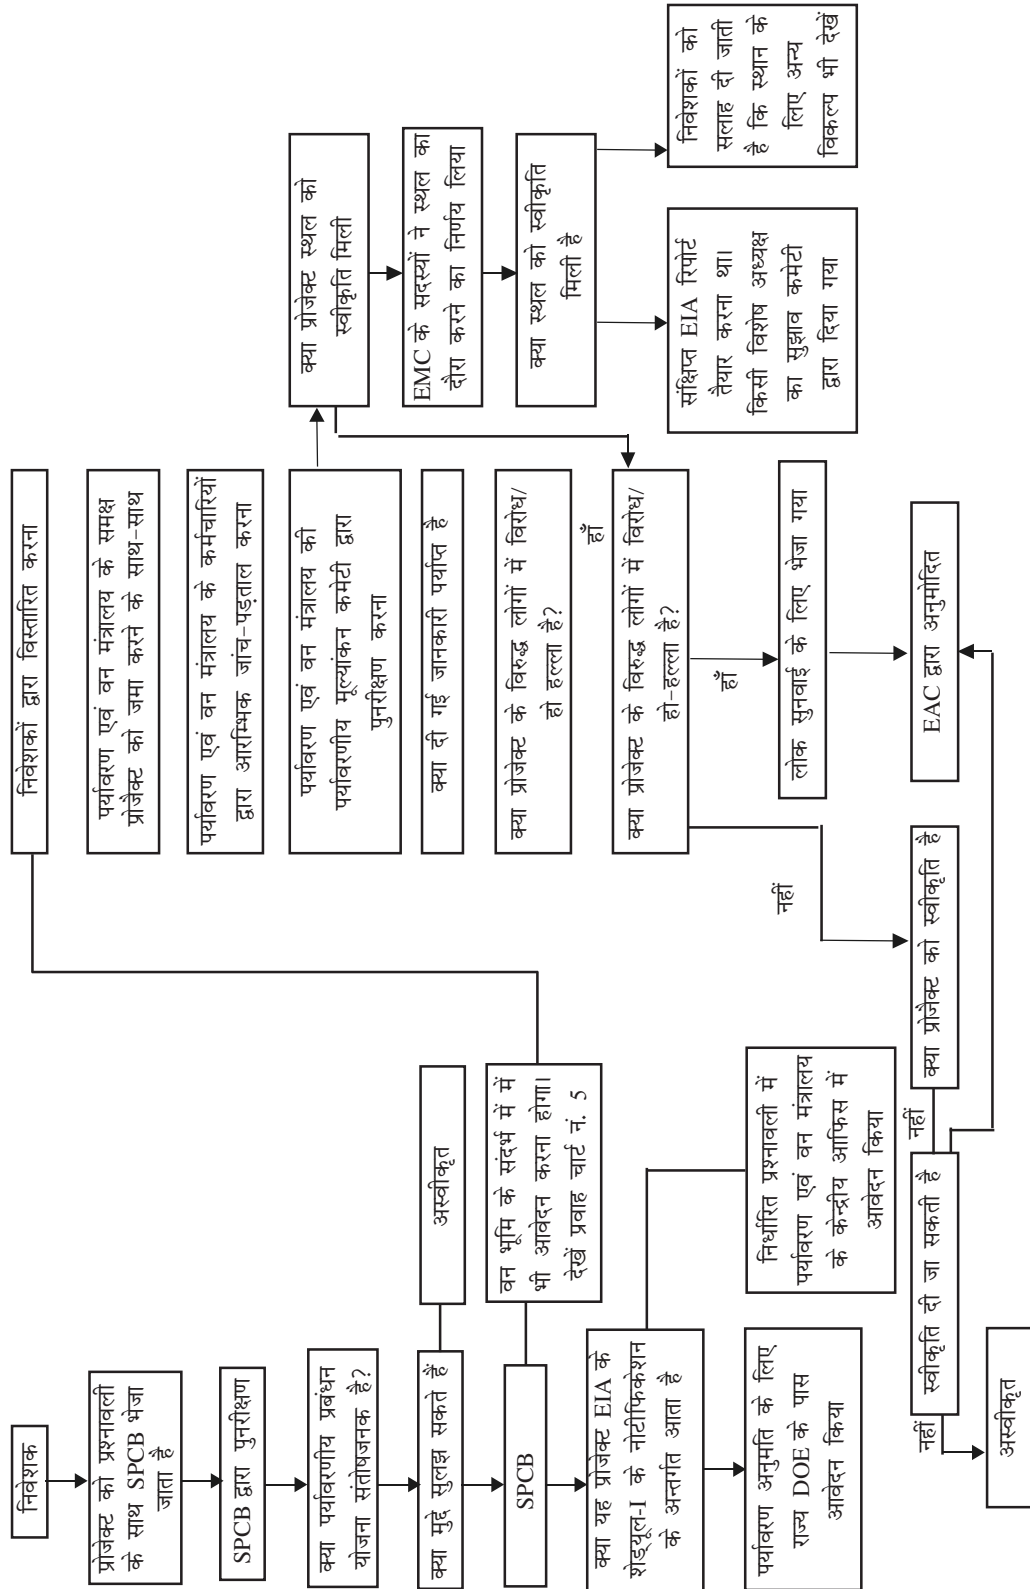 निवेशक
प्रोजेक्ट को प्रश्नावली
के साथ SPCB भेजा
जाता है
SPCB द्वारा पुनरीक्षण
क्या पर्यावरणीय प्रबंधन
योजना संतोषजनक है?
क्या मुद्दे सुलझ सकते हैं
अस्वीकृत
SPCB
वन भूमि के संदर्भ में में
भी आवेदन करना होगा।
देखें प्रवाह चार्ट नं. 5
क्या यह प्रोजेक्ट EIA के
शेड्यूल-I के नोटीफिकेशन
के अन्तर्गत आता है
पर्यावरण अनुमति के लिए
राज्य DOE के पास
आवेदन किया
निर्धारित प्रश्नावली में
पर्यावरण एवं वन मंत्रालय
के केन्द्रीय आफिस में
आवेदन किया
निवेशकों द्वारा विस्तारित करना
पर्यावरण एवं वन मंत्रालय के समक्ष
प्रोजेक्ट को जमा करने के साथ-साथ
पर्यावरण एवं वन मंत्रालय के कर्मचारियों
द्वारा आरम्भिक जांच-पड़ताल करना
पर्यावरण एवं वन मंत्रालय की
पर्यावरणीय मूल्यांकन कमेटी द्वारा
पुनरीक्षण करना
क्या दी गई जानकारी पर्याप्त है
क्या प्रोजेक्ट के विरुद्ध लोगों में विरोध/
हो हल्ला है?
हाँ
क्या प्रोजेक्ट के विरुद्ध लोगों में विरोध/
हो-हल्ला है?
क्या प्रोजेक्ट स्थल को
स्वीकृति मिली
EMC के सदस्यों ने स्थल का
दौरा करने का निर्णय लिया
क्या स्थल को स्वीकृति
मिली है
संक्षिप्त EIA रिपोर्ट
तैयार करना था।
किसी विशेष अध्यक्ष
का सुझाव कमेटी
द्वारा दिया गया
निवेशकों को
सलाह दी जाती
है कि स्थान के
लिए अन्य
विकल्प भी देखें
हाँ
लोक सुनवाई के लिए भेजा गया
EAC द्वारा अनुमोदित
नहीं
क्या प्रोजेक्ट को स्वीकृति है
नहीं
स्वीकृति दी जा सकती है
नहीं
अस्वीकृत